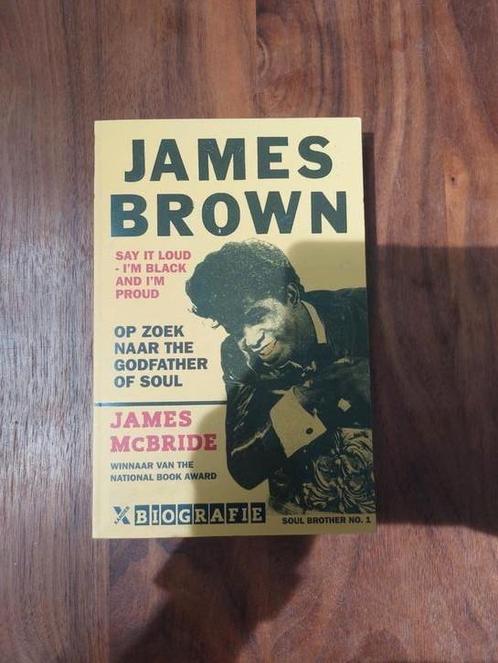 JAMES
BROWN
SAY IT LOUD
- I'M BLACK
AND I'M
PROUD
OP ZOEK
NAAR THE
GODFATHER
OF SOUL
JAMES
McBRIDE
WINNAAR VAN THE
NATIONAL BOOK AWARD
X BIOGRAFIE
SOUL BROTHER NO. 1